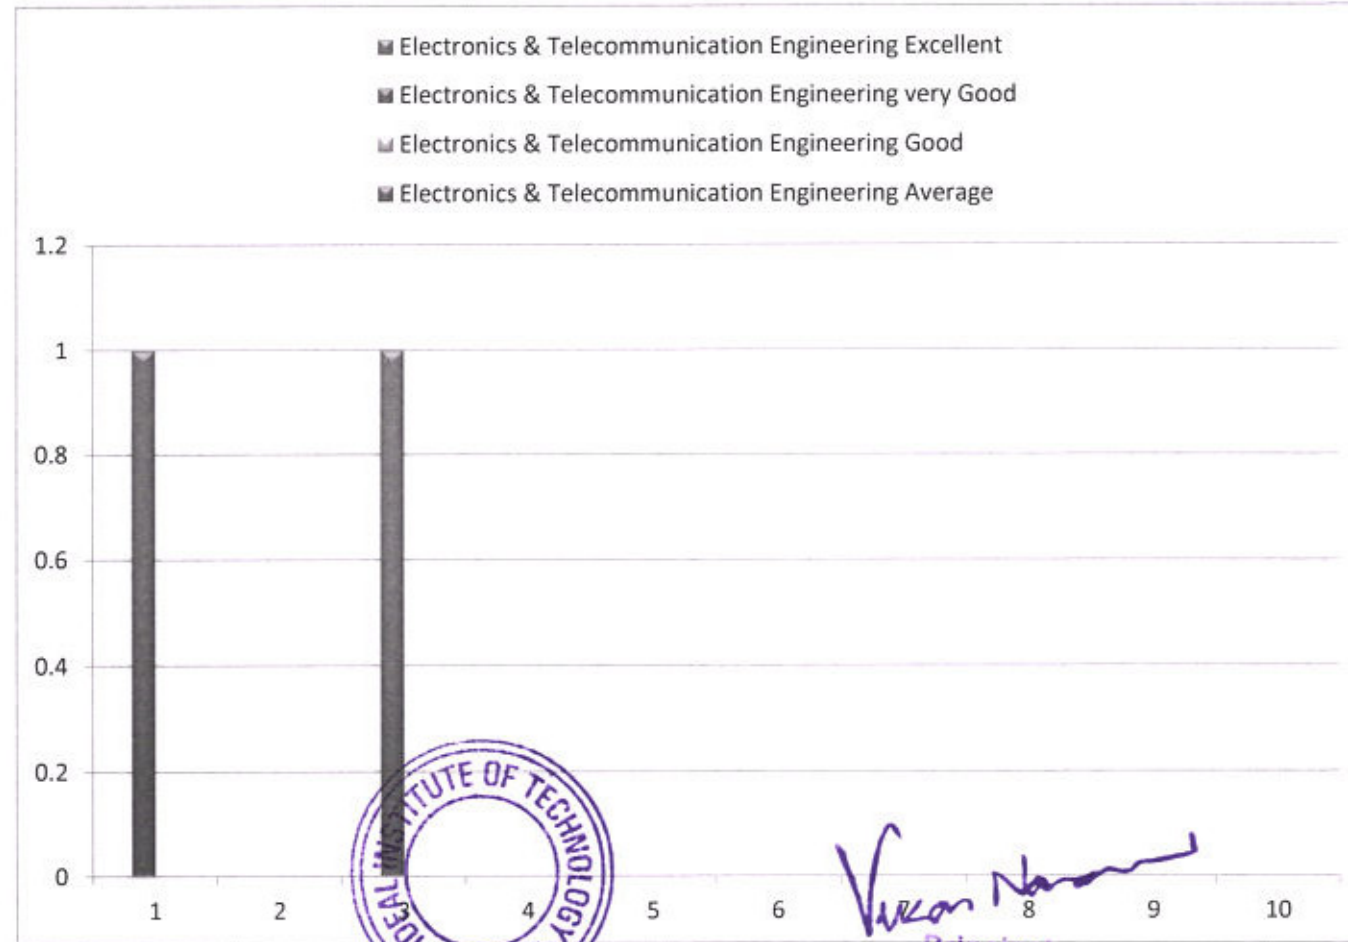 Electronics & Telecommunication Engineering Excellent
Electronics & Telecommunication Engineering very Good
Electronics & Telecommunication Engineering Good
Electronics & Telecommunication Engineering Average
1.2
1
0.8
0.6
0.4
0.2
0
1 2 3 4 5 6 7 8 9 10
IDEAL INSTITUTE OF TECHNOLOGY